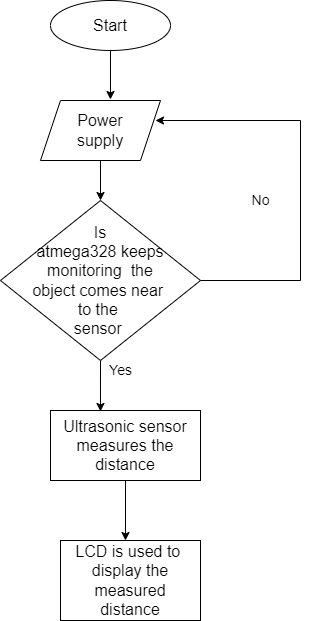 Start
Power
supply
No
Is
atmega328 keeps
monitoring the
object comes near
to the
sensor
Yes
Ultrasonic sensor
measures the
distance
LCD is used to
display the
measured
distance